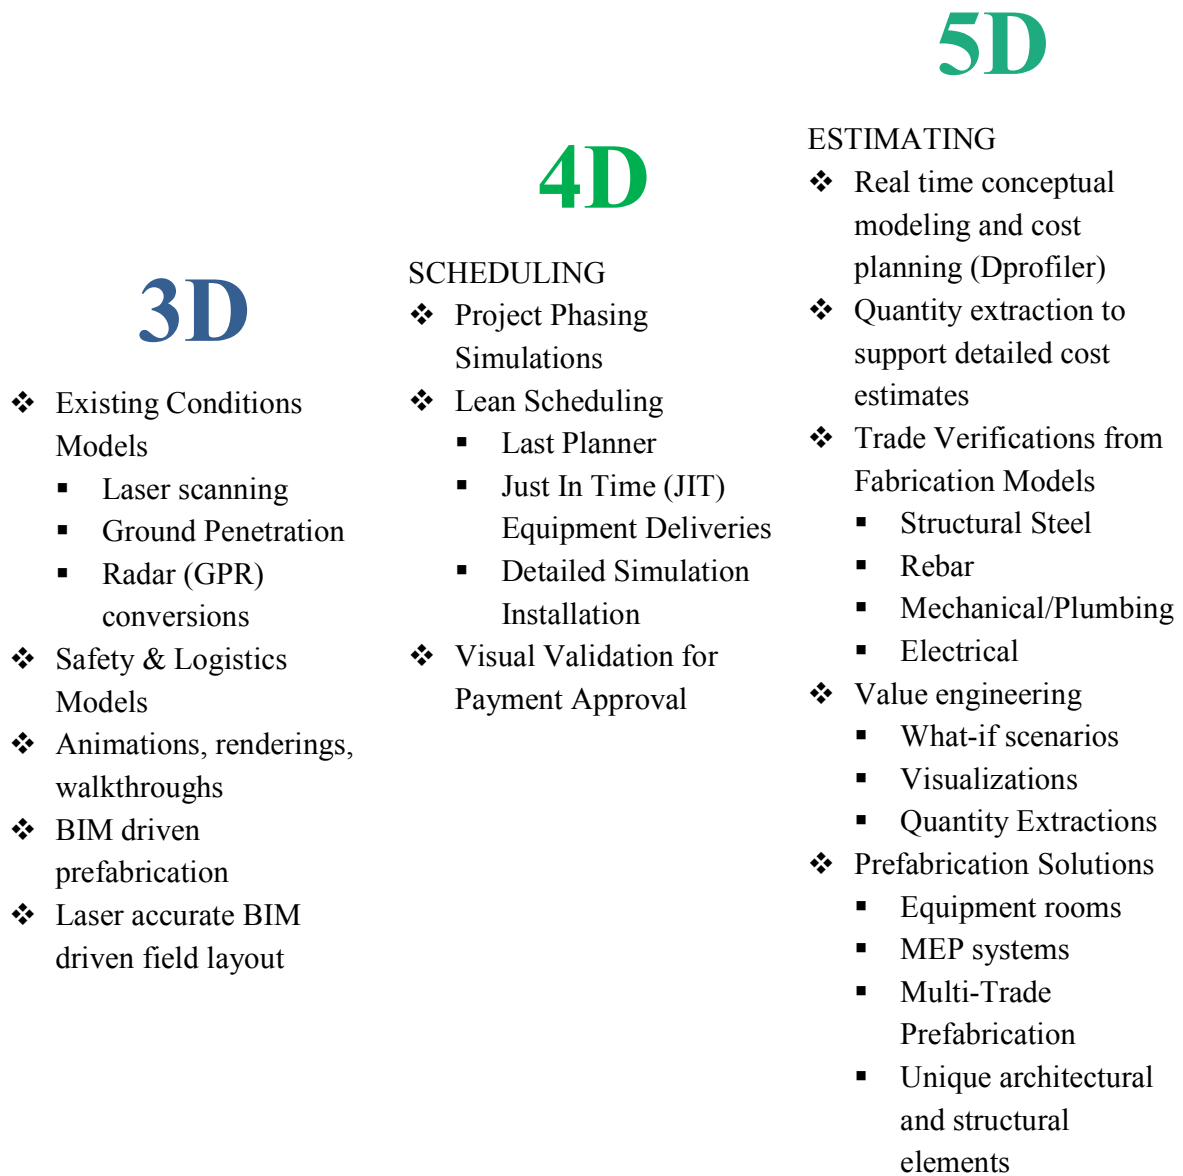 3D
❖ Existing Conditions
Models
▪ Laser scanning
▪ Ground Penetration
▪ Radar (GPR)
conversions
❖ Safety & Logistics
Models
❖ Animations, renderings,
walkthroughs
❖ BIM driven
prefabrication
❖ Laser accurate BIM
driven field layout
4D
SCHEDULING
❖ Project Phasing
Simulations
❖ Lean Scheduling
▪ Last Planner
▪ Just In Time (JIT)
Equipment Deliveries
▪ Detailed Simulation
Installation
❖ Visual Validation for
Payment Approval
5D
ESTIMATING
❖ Real time conceptual
modeling and cost
planning (Dprofiler)
❖ Quantity extraction to
support detailed cost
estimates
❖ Trade Verifications from
Fabrication Models
▪ Structural Steel
▪ Rebar
▪ Mechanical/Plumbing
▪ Electrical
❖ Value engineering
▪ What-if scenarios
▪ Visualizations
▪ Quantity Extractions
❖ Prefabrication Solutions
▪ Equipment rooms
▪ MEP systems
▪ Multi-Trade
Prefabrication
▪ Unique architectural
and structural
elements